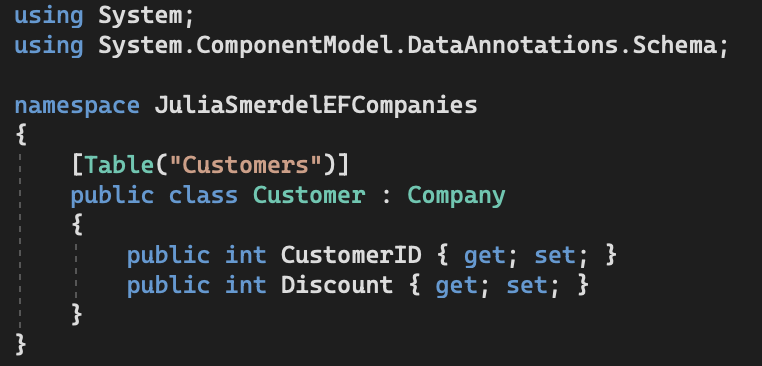 using System;
using System.ComponentModel.DataAnnotations.Schema;

namespace JuliaSmerdelEFCompanies
{
    [Table("Customers")]
    public class Customer : Company
    {
        public int CustomerID { get; set; }
        public int Discount { get; set; }
    }
}